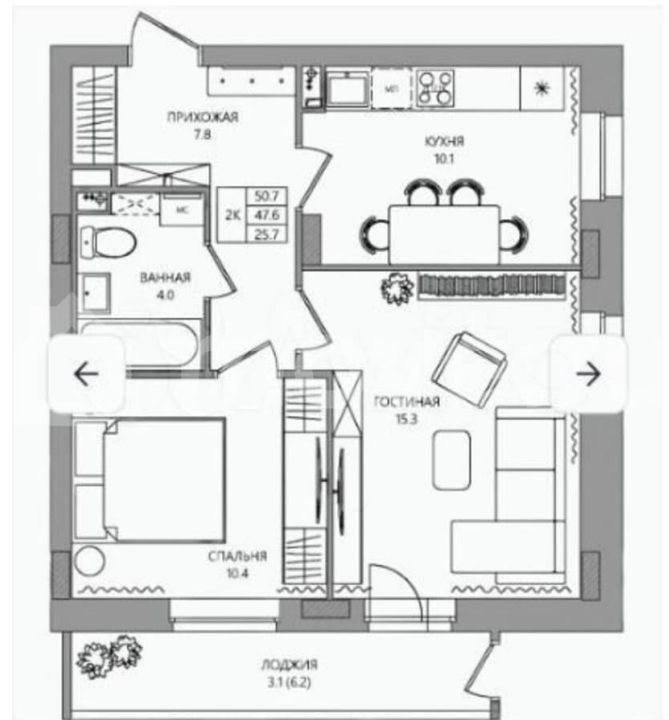 ПРИХОЖАЯ
7.8
МП
КУХНЯ
10.1
2К
50.7
47.6
25.7
МС
ВАННАЯ
4.0
ГОСТИНАЯ
15.3
СПАЛЬНЯ
10.4
ЛОДЖИЯ
3.1 (6.2)